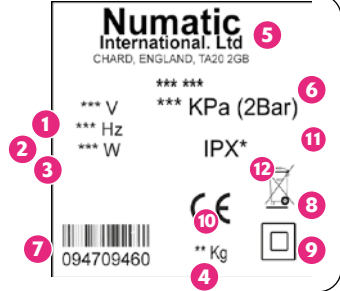 Numatic
International. Ltd
CHARD, ENGLAND, TA20 2GB
5
*** ***
6
*** V
*** KPa (2Bar)
1
*** Hz
11
2
*** W
IPX*
3
12
8
CE
10
7
9
094709460
** Kg
4